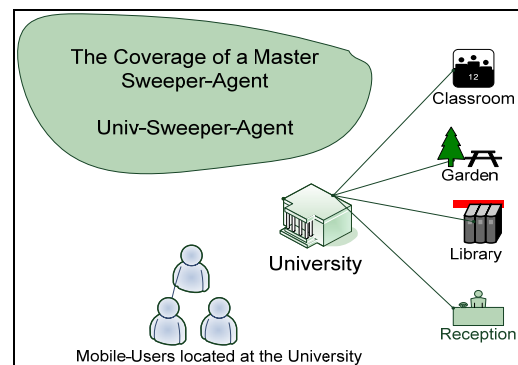 The Coverage of a Master
Sweeper-Agent
Univ-Sweeper-Agent
12
Classroom
Garden
Library
University
Reception
Mobile-Users located at the University